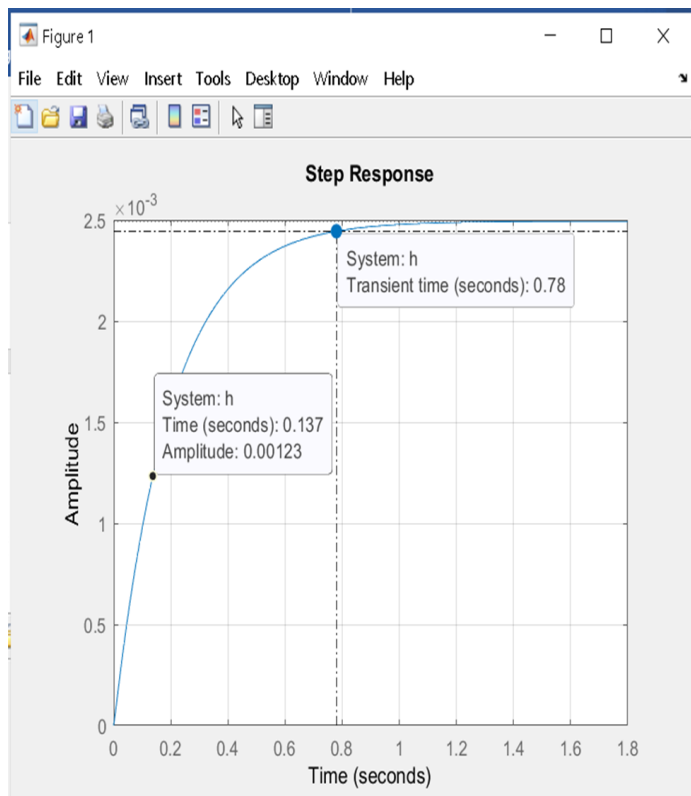 Figure 1
File Edit View Insert Tools Desktop Window Help
Step Response
×10-3
2.5
2
1.5
1
0.5
0
Amplitude
System: h
Transient time (seconds): 0.78
System: h
Time (seconds): 0.137
Amplitude: 0.00123
0 0.2 0.4 0.6 0.8 1 1.2 1.4 1.6 1.8
Time (seconds)